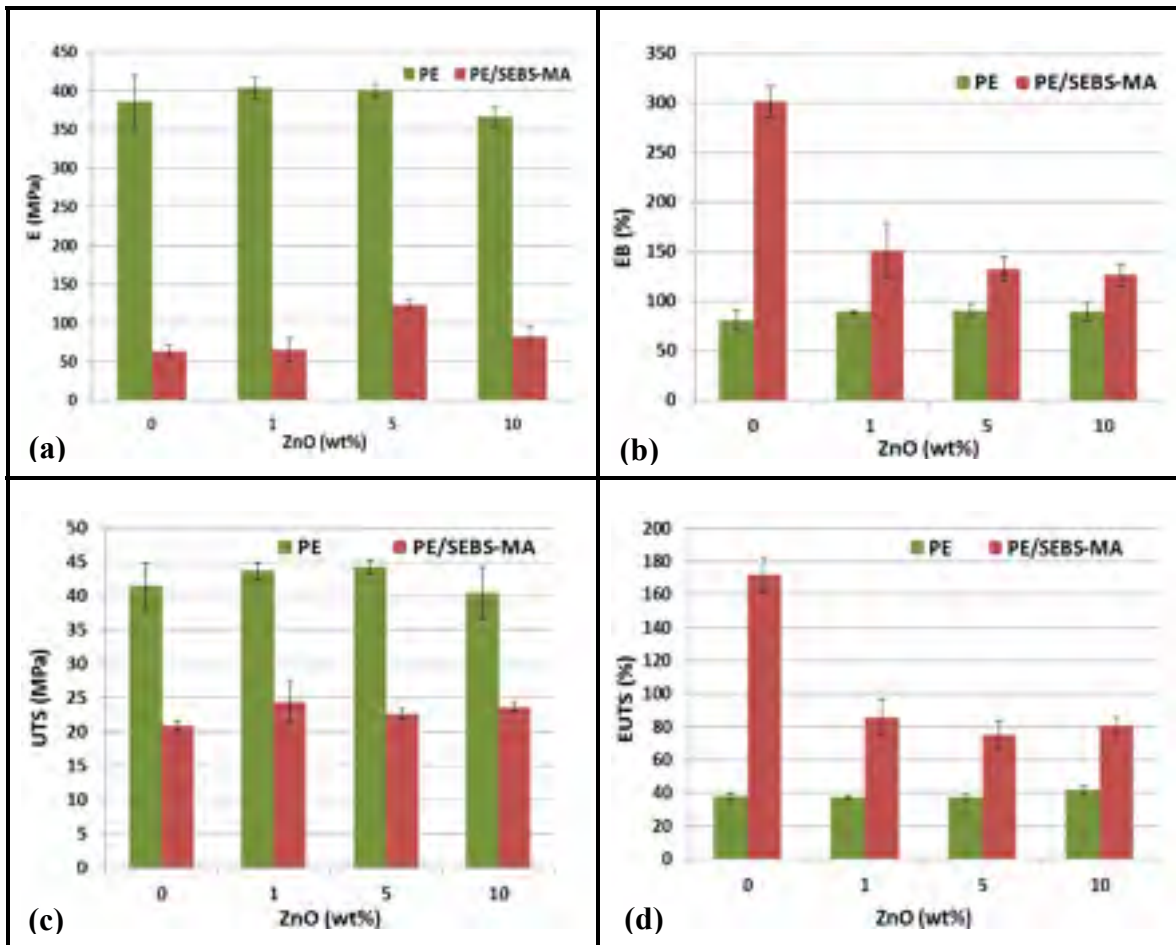 450
400
350
300
250
200
150
100
50
0
E (MPa)
PE PE/SEBS-MA
0 1 5 10
ZnO (wt%)
(a)
350
300
250
200
150
100
50
0
EB (%)
PE PE/SEBS-MA
0 1 5 10
ZnO (wt%)
(b)
50
45
40
35
30
25
20
15
10
5
0
UTS (MPa)
PE PE/SEBS-MA
0 1 5 10
ZnO (wt%)
(c)
200
180
160
140
120
100
80
60
40
20
0
EUTS (%)
PE PE/SEBS-MA
0 1 5 10
ZnO (wt%)
(d)